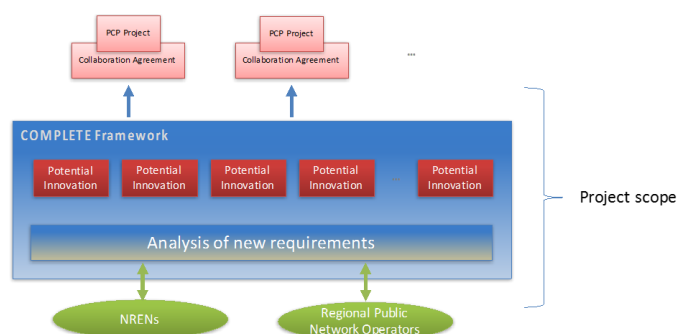 PCP Project
Collaboration Agreement
PCP Project
Collaboration Agreement
...
COMPLETE Framework
Potential
Innovation
Potential
Innovation
Potential
Innovation
Potential
Innovation
...
Potential
Innovation
Analysis of new requirements
Project scope
NRENs
Regional Public
Network Operators